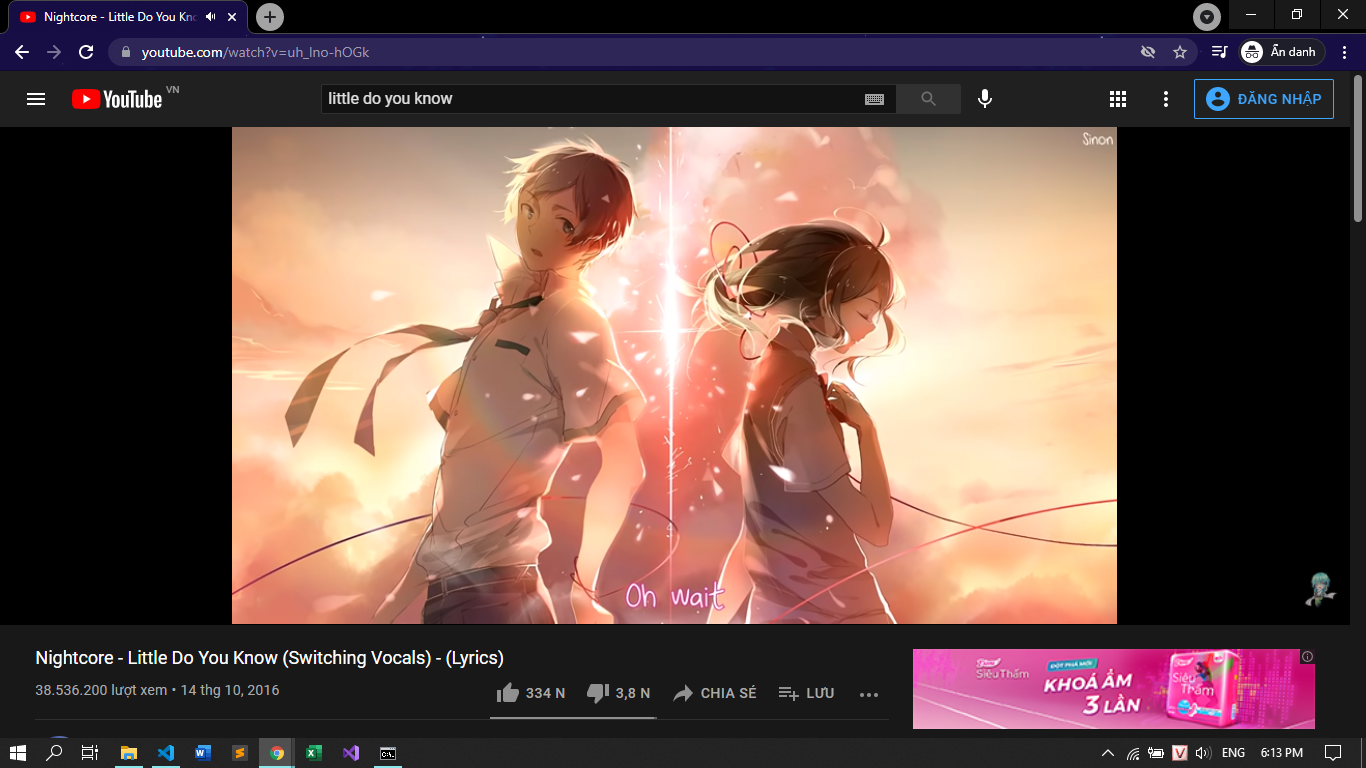 Nightcore - Little Do You Kno
youtube.com/watch?v=uh_lno-hOGk
Ẩn danh
YouTube VN
little do you know
ĐĂNG NHẬP
Sinon
Oh wait
Nightcore - Little Do You Know (Switching Vocals) - (Lyrics)
38.536.200 lượt xem • 14 thg 10, 2016
334 N
3,8 N
CHIA SẺ
LƯU
Siêu Thấm
ĐỘT PHÁ MỚI
KHOÁ ẨM
3 LẦN
Siêu
Thấm
ENG
6:13 PM